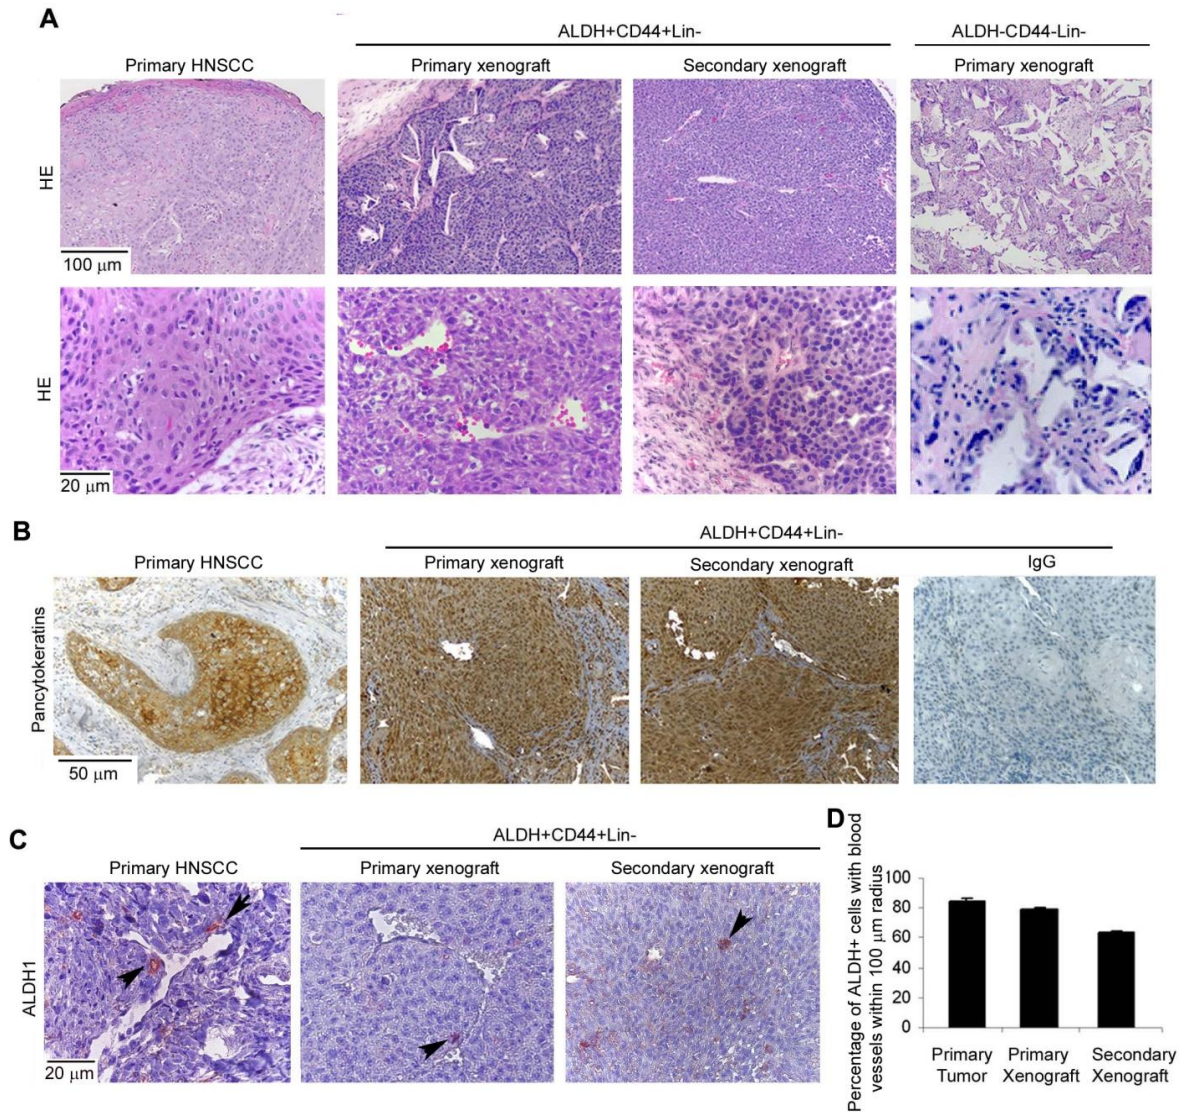 A
ALDH+CD44+Lin-
ALDH-CD44-Lin-
Primary HNSCC
Primary xenograft
Secondary xenograft
Primary xenograft
HE
100 μm
HE
20 μm
B
ALDH+CD44+Lin-
Primary HNSCC
Primary xenograft
Secondary xenograft
IgG
Pancytokeratins
50 μm
C
ALDH+CD44+Lin-
Primary HNSCC
Primary xenograft
Secondary xenograft
ALDH1
20 μm
D
Percentage of ALDH+ cells with blood
vessels within 100 μm radius
100
80
60
40
20
0
Primary
Tumor
Primary
Xenograft
Secondary
Xenograft